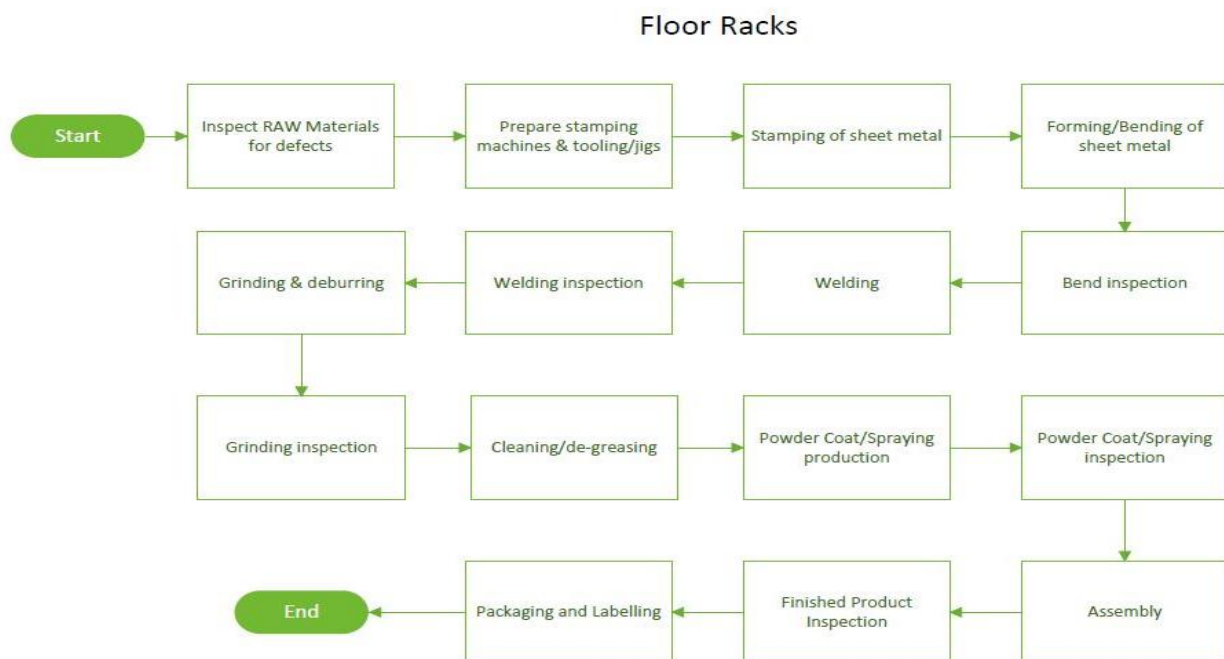 Floor Racks
Start
Inspect RAW Materials
for defects
Prepare stamping
machines & tooling/jigs
Stamping of sheet metal
Forming/Bending of
sheet metal
Bend inspection
Welding
Welding inspection
Grinding & deburring
Grinding inspection
Cleaning/de-greasing
Powder Coat/Spraying
production
Powder Coat/Spraying
inspection
Assembly
Finished Product
Inspection
Packaging and Labelling
End